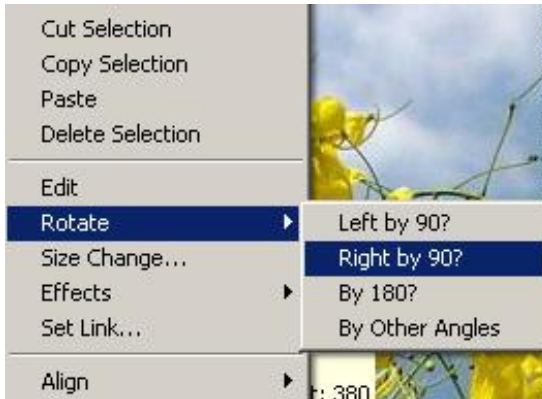 Cut Selection
Copy Selection
Paste
Delete Selection
Edit
Rotate
Left by 90?
Size Change...
Right by 90?
Effects
By 180?
Set Link...
By Other Angles
Align
t: 380